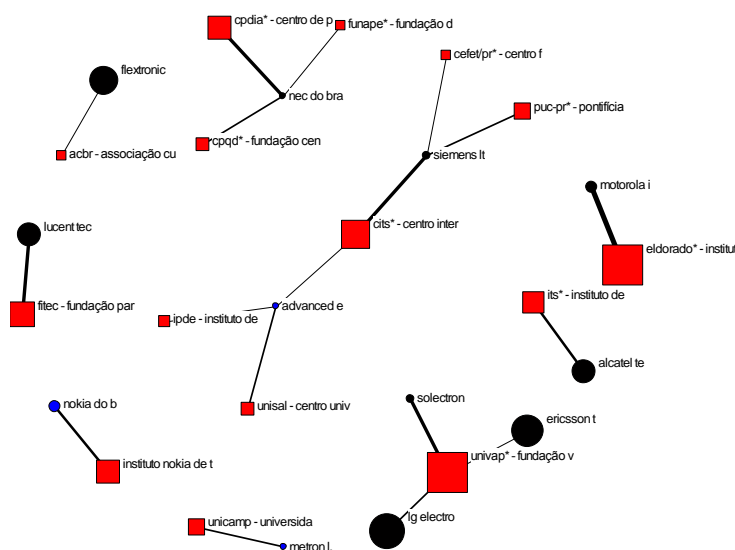 cpdia* - centro de p
funape* - fundação d
cefet/pr* - centro f
flextronic
nec do bra
puc-pr* - pontifícia
cpqd* - fundação cen
acbr - associação cu
siemens lt
motorola i
lucent tec
cits* - centro inter
eldorado* - institut
its* - instituto de
fitec - fundação par
advanced e
ipde - instituto de
alcatel te
nokia do b
unisal - centro univ
solectron
ericsson t
instituto nokia de t
univap* - fundação v
lg electro
unicamp - universida
metron l.